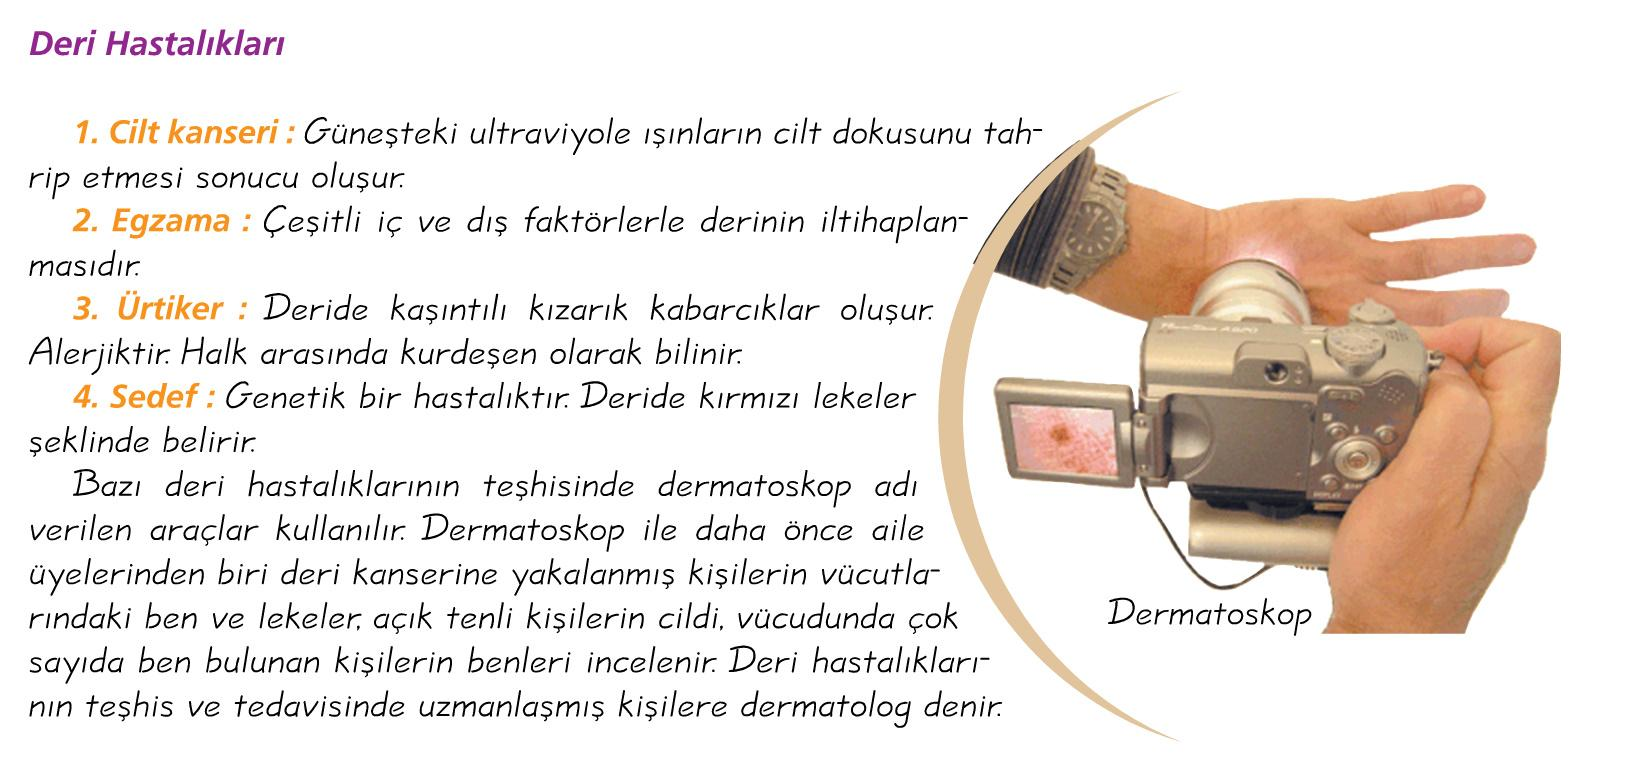 Deri Hastalıkları
1. Cilt kanseri : Güneşteki ultraviyole ışınların cilt dokusunu tah-
rip etmesi sonucu oluşur.
2. Egzama : Çeşitli iç ve dış faktörlerle derinin iltihaplan-
masıdır.
3. Ürtiker : Deride kaşıntılı kızarık kabarcıklar oluşur.
Alerjiktir. Halk arasında kurdeşen olarak bilinir.
4. Sedef : Genetik bir hastalıktır. Deride kırmızı lekeler
şeklinde belirir.
Bazı deri hastalıklarının teşhisinde dermatoskop adı
verilen araçlar kullanılır. Dermatoskop ile daha önce aile
üyelerinden biri deri kanserine yakalanmış kişilerin vücutla-
rındaki ben ve lekeler, açık tenli kişilerin cildi, vücudunda çok
sayıda ben bulunan kişilerin benleri incelenir. Deri hastalıkları-
nın teşhis ve tedavisinde uzmanlaşmış kişilere dermatolog denir.
Dermatoskop